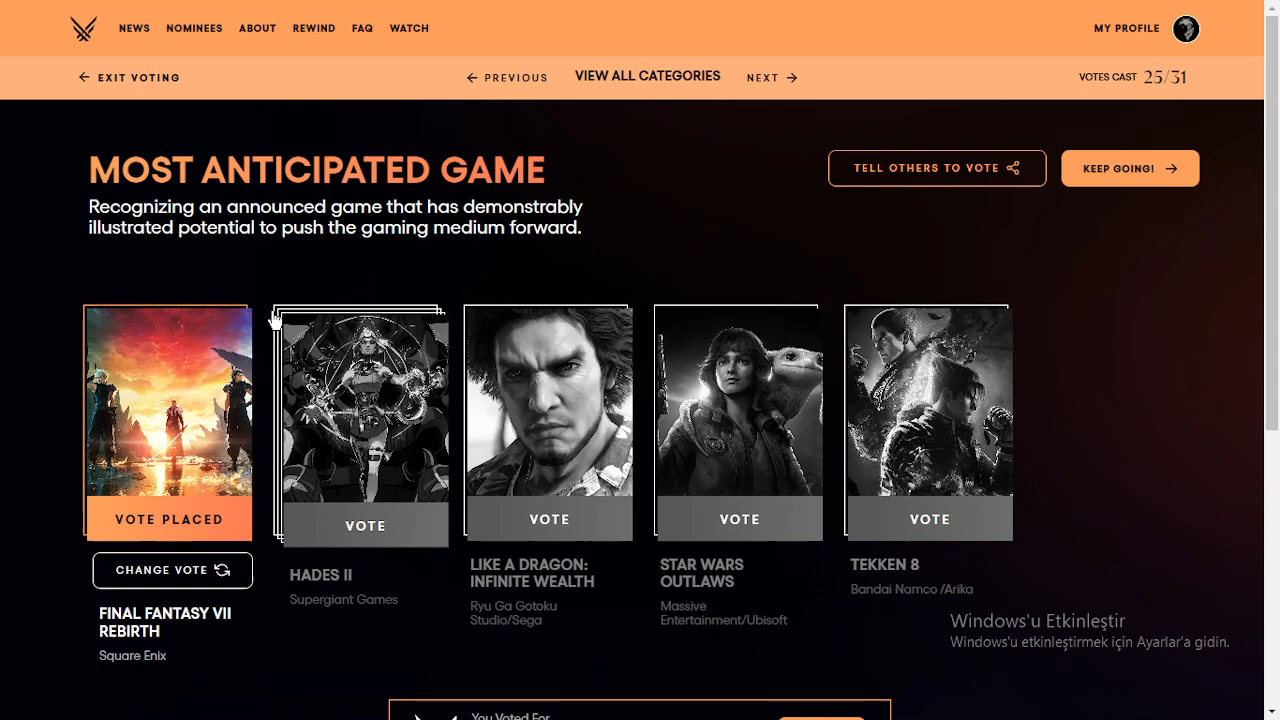 NEWS NOMINEES ABOUT REWIND FAQ WATCH MY PROFILE
EXIT VOTING PREVIOUS VIEW ALL CATEGORIES NEXT VOTES CAST 25/31
MOST ANTICIPATED GAME
TELL OTHERS TO VOTE KEEP GOING!
Recognizing an announced game that has demonstrably
illustrated potential to push the gaming medium forward.
VOTE PLACED
CHANGE VOTE
FINAL FANTASY VII
REBIRTH
Square Enix
VOTE
HADES II
Supergiant Games
VOTE
LIKE A DRAGON:
INFINITE WEALTH
Ryu Ga Gotoku
Studio/Sega
VOTE
STAR WARS
OUTLAWS
Massive
Entertainment/Ubisoft
VOTE
TEKKEN 8
Bandai Namco /Arika
Windows'u Etkinleştir
Windows'u etkinleştirmek için Ayarlar'a gidin.
You Voted For